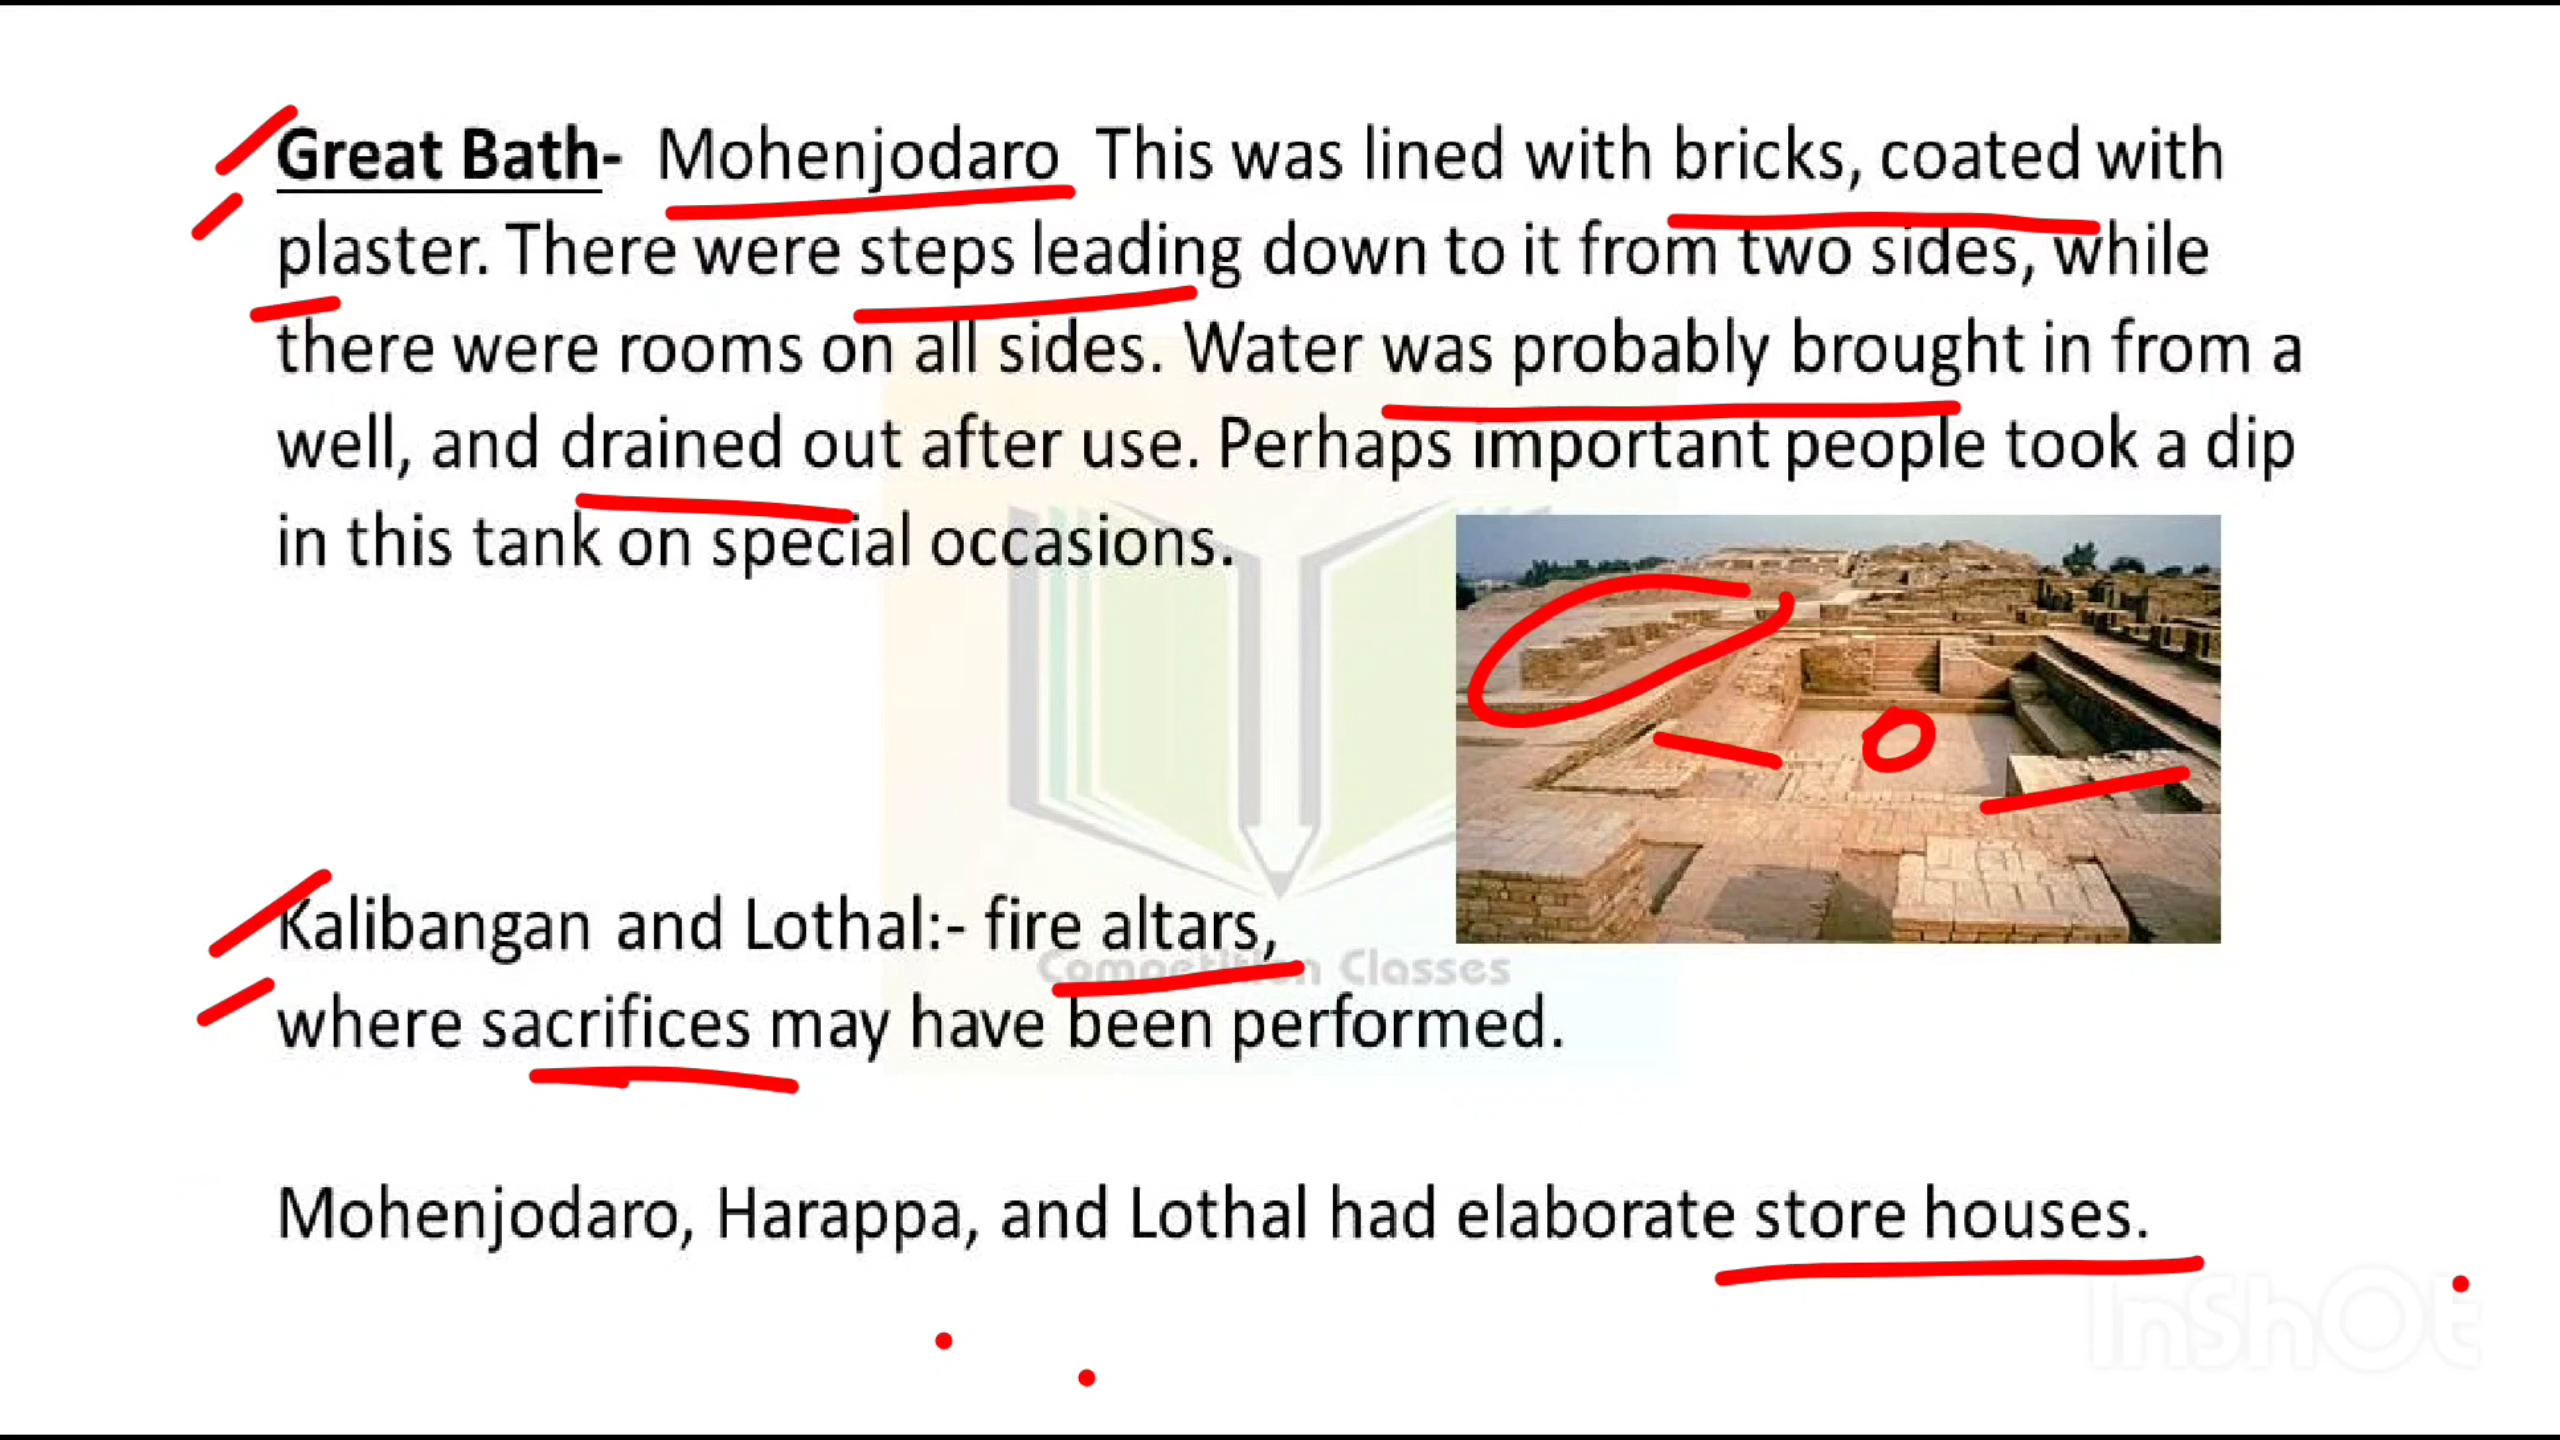 Great Bath- Mohenjodaro This was lined with bricks, coated with
plaster. There were steps leading down to it from two sides, while
there were rooms on all sides. Water was probably brought in from a
well, and drained out after use. Perhaps important people took a dip
in this tank on special occasions.
Kalibangan and Lothal:- fire altars,
Competition Classes
where sacrifices may have been performed.
Mohenjodaro, Harappa, and Lothal had elaborate store houses.
InShOt